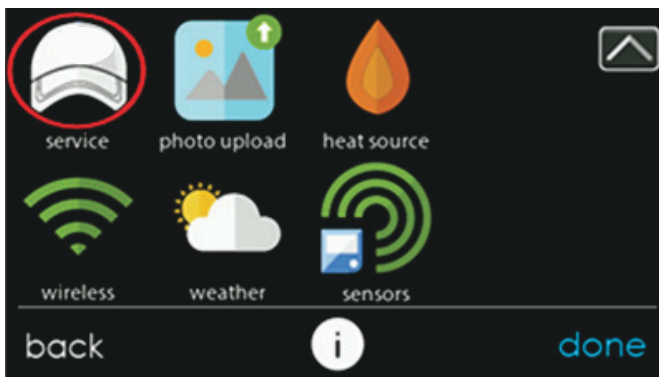 service photo upload heat source
wireless weather sensors
back i done